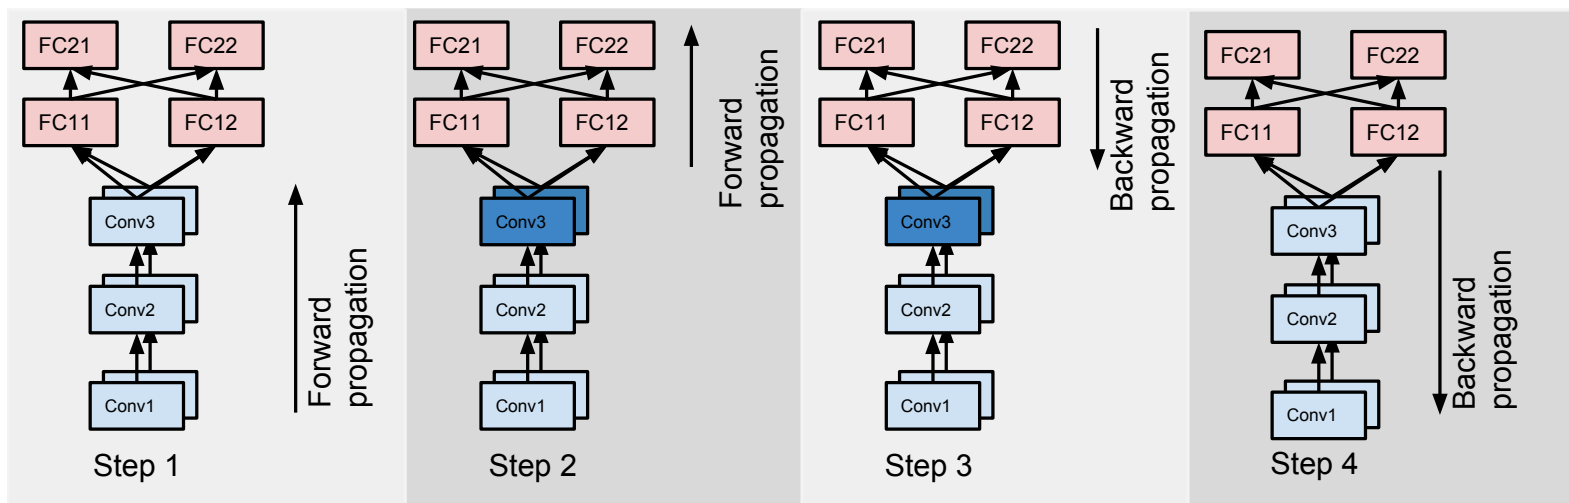 FC21 FC22
FC11 FC12
Conv3
Conv2
Conv1
Forward
propagation
Step 1
FC21 FC22
FC11 FC12
Conv3
Conv2
Conv1
Forward
propagation
Step 2
FC21 FC22
FC11 FC12
Conv3
Conv2
Conv1
Backward
propagation
Step 3
FC21 FC22
FC11 FC12
Conv3
Conv2
Conv1
Backward
propagation
Step 4